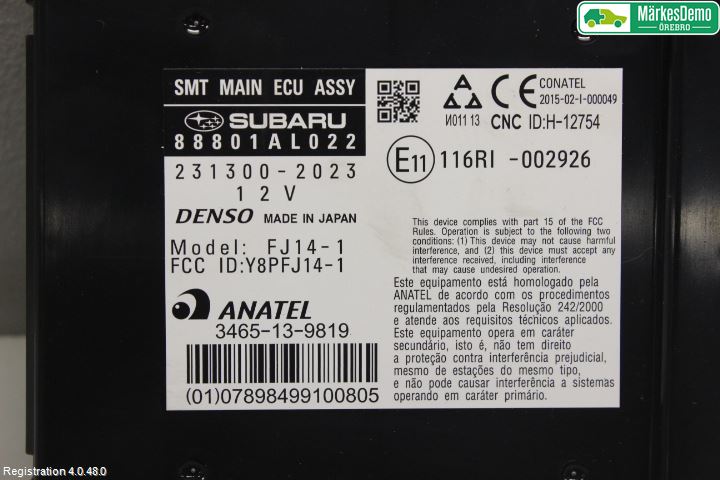 MärkesDemo
ÖREBRO
SMT MAIN ECU ASSY
SUBARU
88801AL022
231300-2023
12V
DENSO MADE IN JAPAN
Model: FJ14-1
FCC ID:Y8PFJ14-1
ANATEL
3465-13-9819
(01)07898499100805
CONATEL
2015-02-I-000049
CE
И011 13
CNC ID:H-12754
E11 116RI -002926
This device complies with part 15 of the FCC
Rules. Operation is subject to the following two
conditions: (1) This device may not cause harmful
interference, and (2) this device must accept any
interference received, including interference
that may cause undesired operation.
Este equipamento está homologado pela
ANATEL de acordo com os procedimentos
regulamentados pela Resolução 242/2000
e atende aos requisitos técnicos aplicados.
Este equipamento opera em caráter
secundário, isto é, não tem direito
a proteção contra interferência prejudicial,
mesmo de estações do mesmo tipo,
e não pode causar interferência a sistemas
operando em caráter primário.
Registration 4.0.48.0